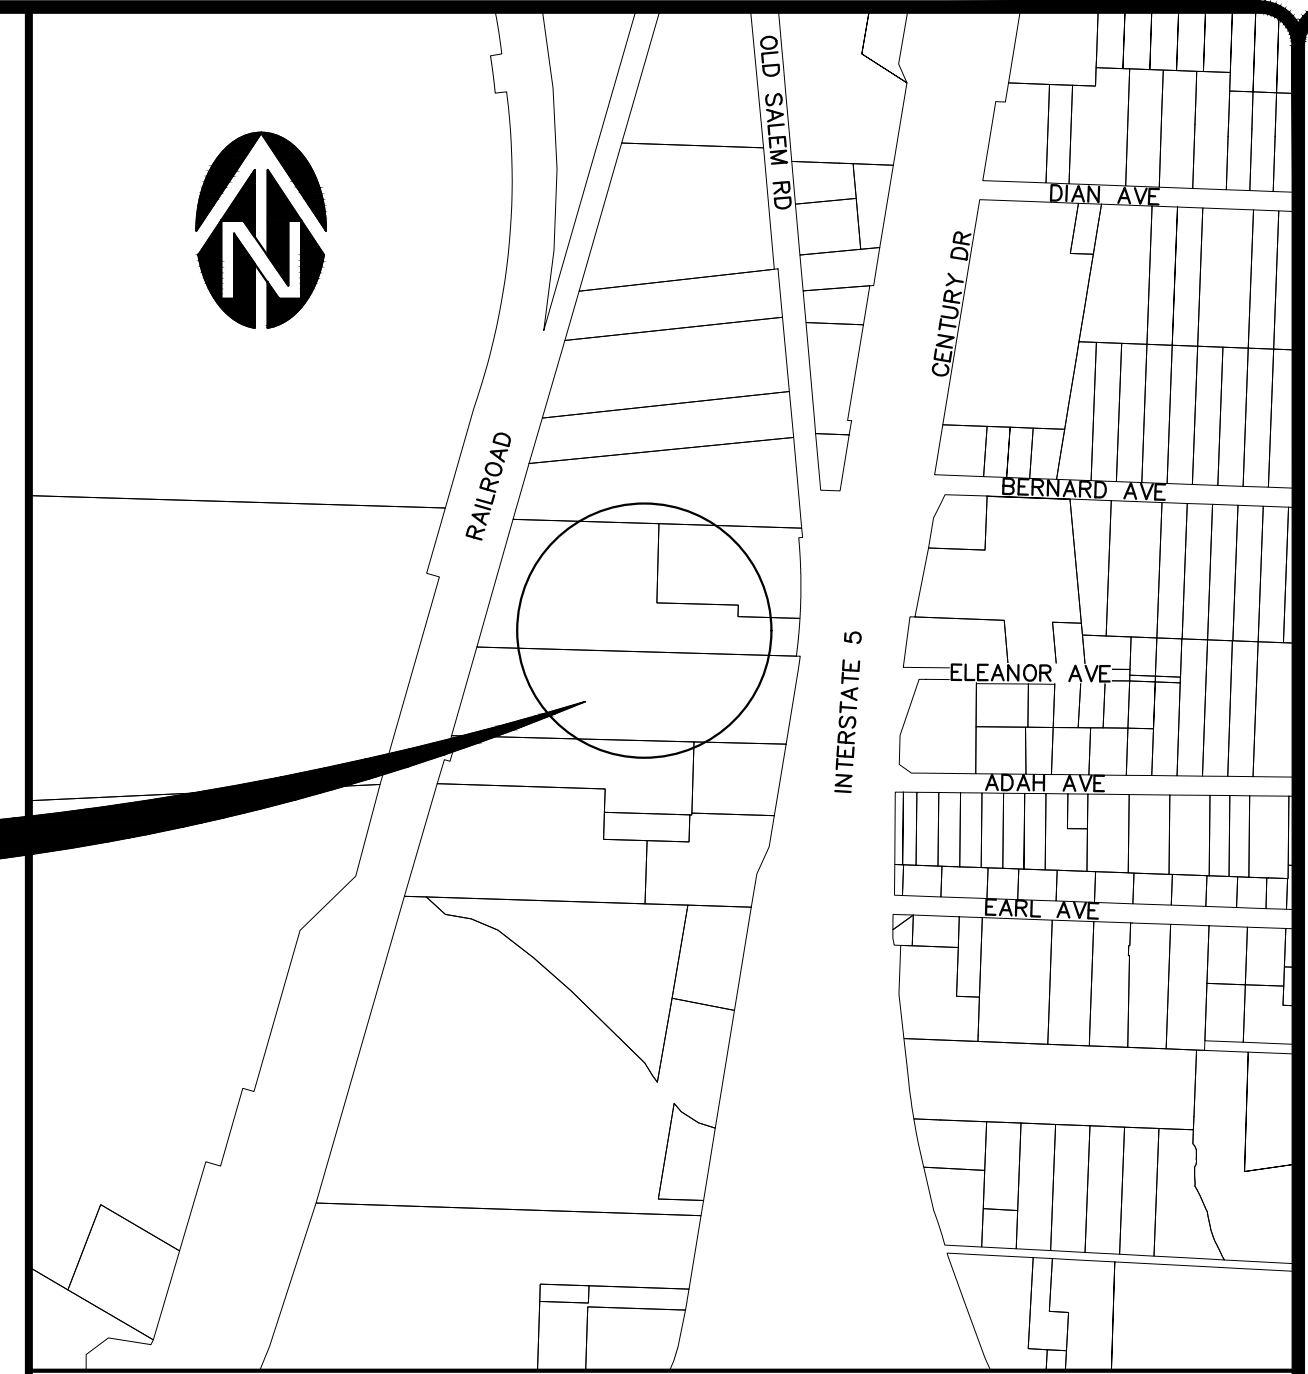 OLD SALEM RD
DIAN AVE
N
CENTURY DR
RAILROAD
BERNARD AVE
INTERSTATE 5
ELEANOR AVE
ADAH AVE
EARL AVE